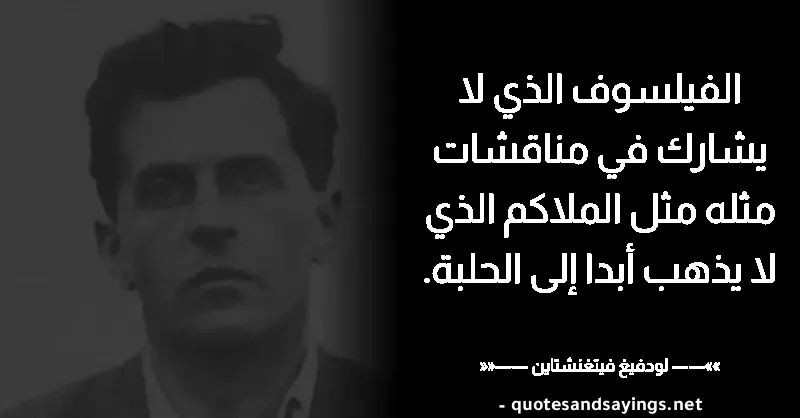 الفيلسوف الذي لا
يشارك في مناقشات
مثله مثل الملاكم الذي
لا يذهب أبدا إلى الحلبة.
»»—— لودفيغ فيتغنشتاين ——««
- quotesandsayings.net